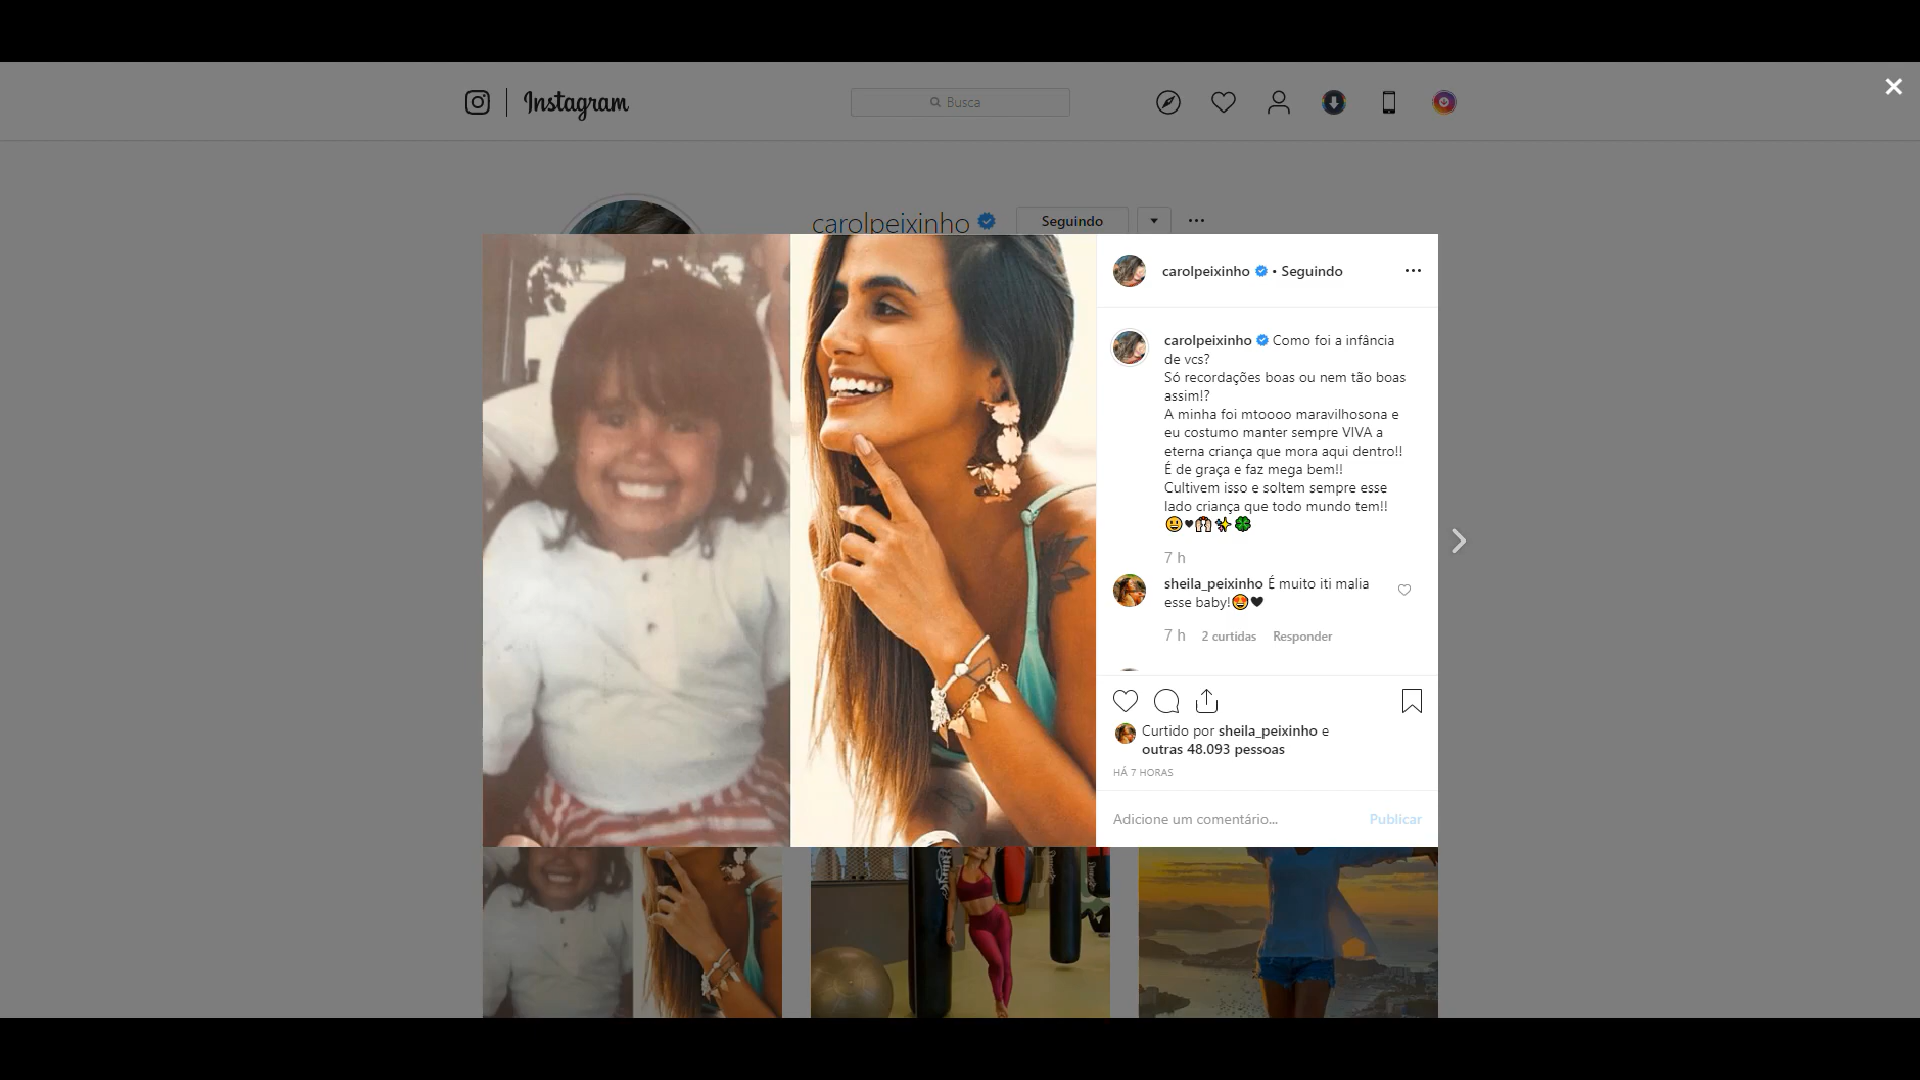 Instagram
Busca
carolpeixinho
Seguindo
carolpeixinho • Seguindo
carolpeixinho Como foi a infância
de vcs?
Só recordações boas ou nem tão boas
assim!?
A minha foi mtoooo maravilhosona e
eu costumo manter sempre VIVA a
eterna criança que mora aqui dentro!!
É de graça e faz mega bem!!
Cultivem isso e soltem sempre esse
lado criança que todo mundo tem!!
😃🖤🙌✨🍀
7 h
sheila_peixinho É muito iti malia
esse baby!😍🖤
7 h 2 curtidas Responder
Curtido por sheila_peixinho e
outras 48.093 pessoas
HÁ 7 HORAS
Adicione um comentário... Publicar